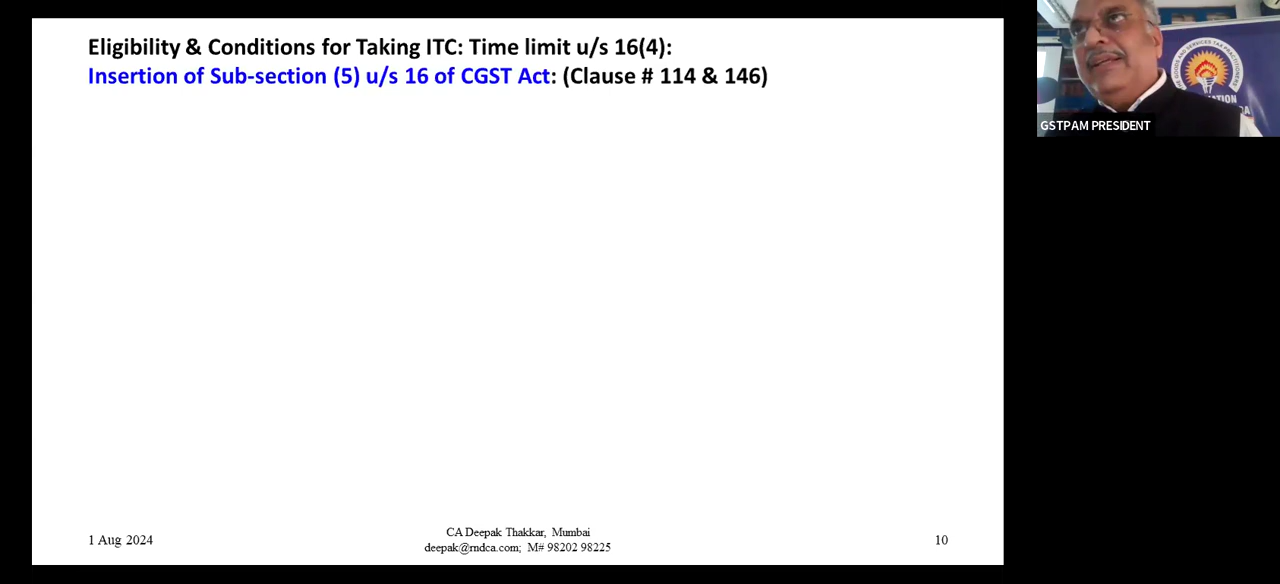 Eligibility & Conditions for Taking ITC: Time limit u/s 16(4):
Insertion of Sub-section (5) u/s 16 of CGST Act: (Clause # 114 & 146)
GSTPAM PRESIDENT
1 Aug 2024
CA Deepak Thakkar, Mumbai
deepak@rndca.com; M# 98202 98225
10